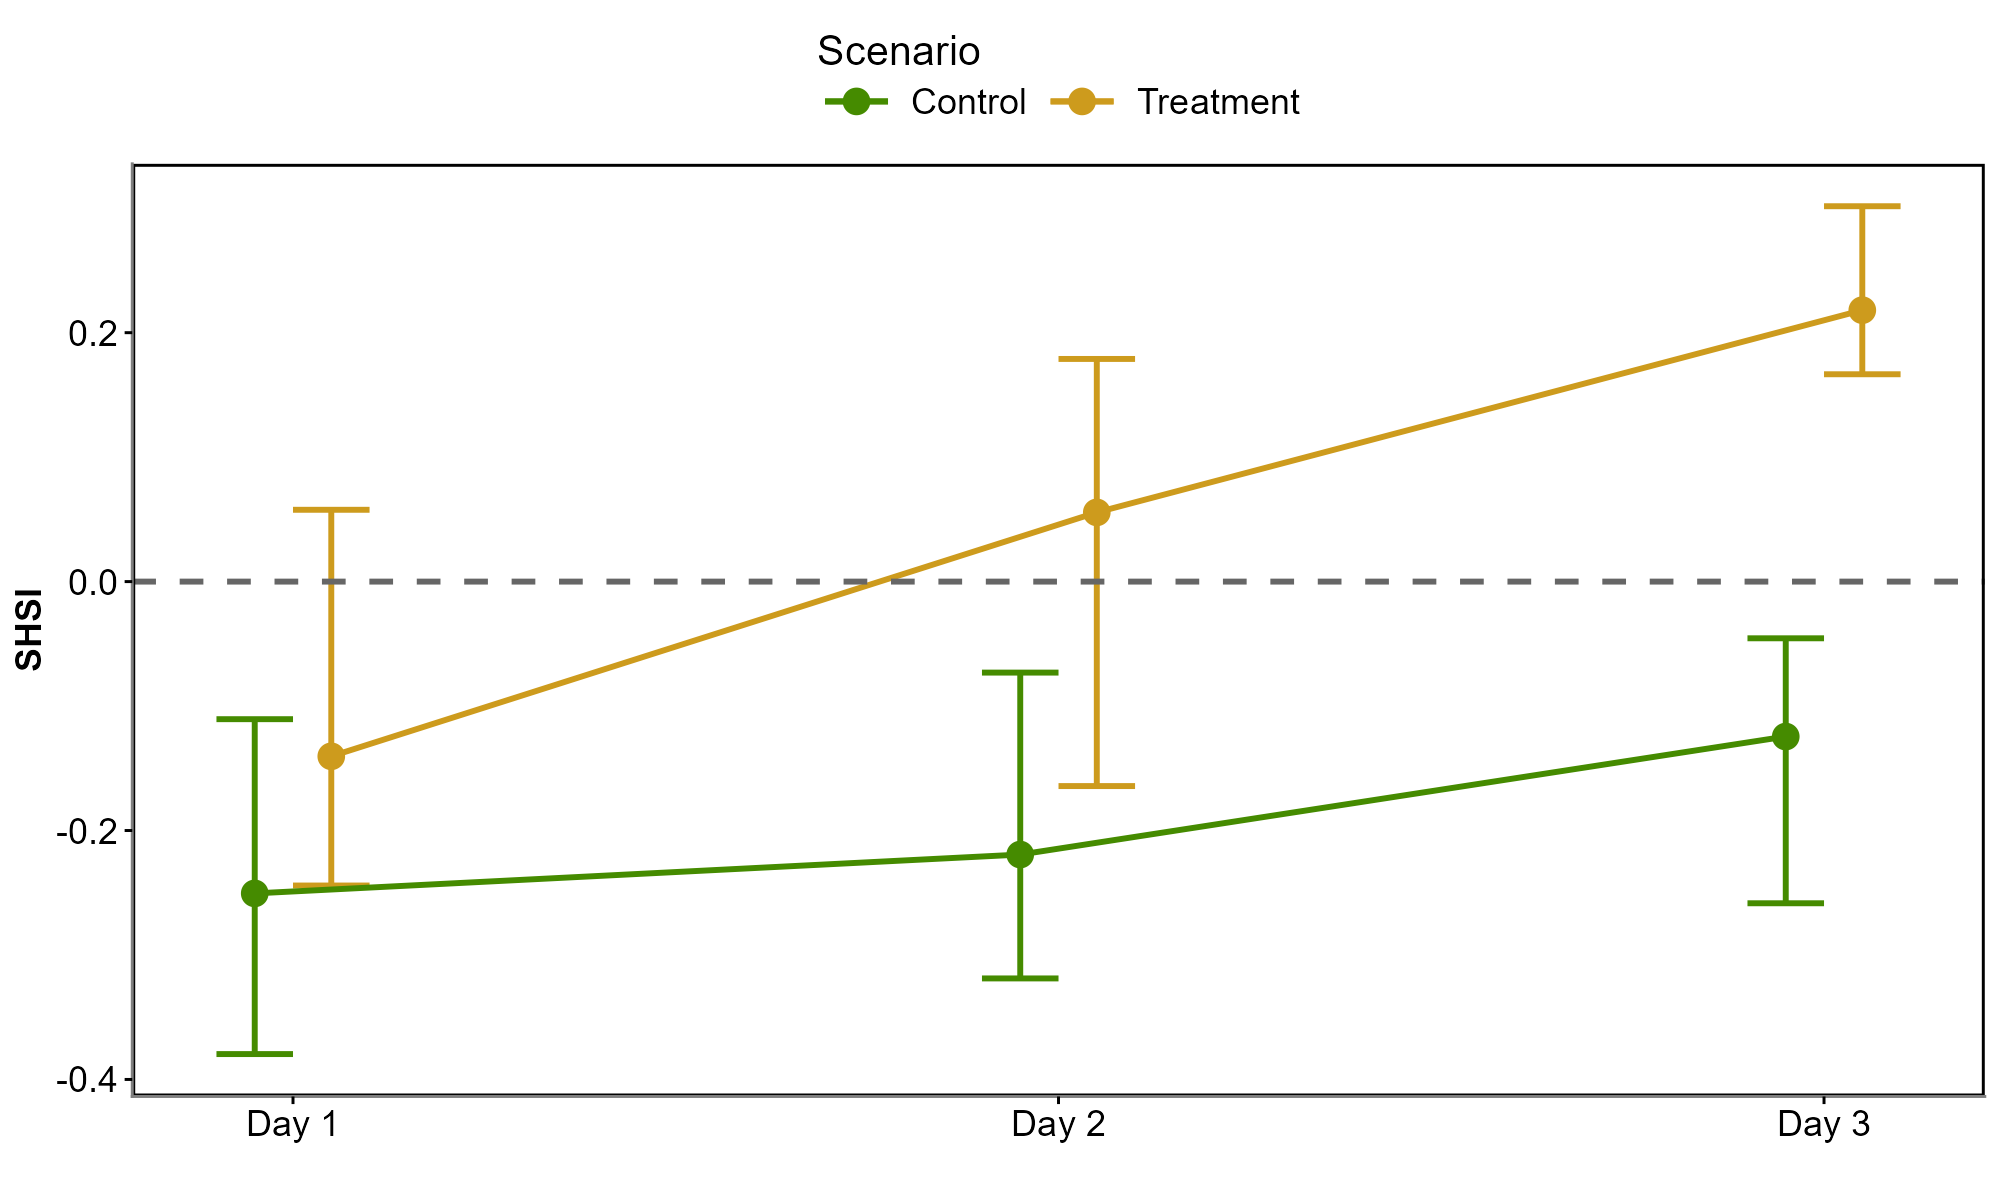 Scenario
Control Treatment
SHSI
0.2
0.0
-0.2
-0.4
Day 1 Day 2 Day 3